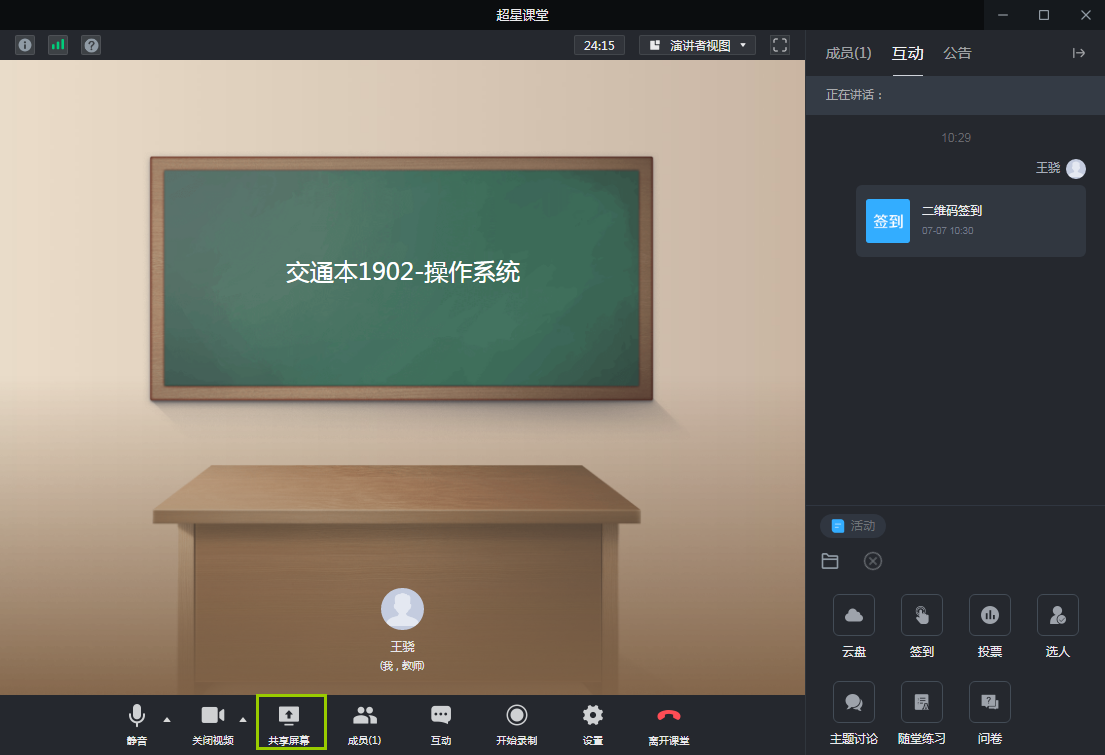 超星课堂
24:15
演讲者视图
成员(1)
互动
公告
正在讲话：
10:29
王骁
签到
二维码签到
07-07 10:30
交通本1902-操作系统
王骁
(我，教师)
活动
云盘
签到
投票
选人
主题讨论
随堂练习
问卷
静音
关闭视频
共享屏幕
成员(1)
互动
开始录制
设置
离开课堂